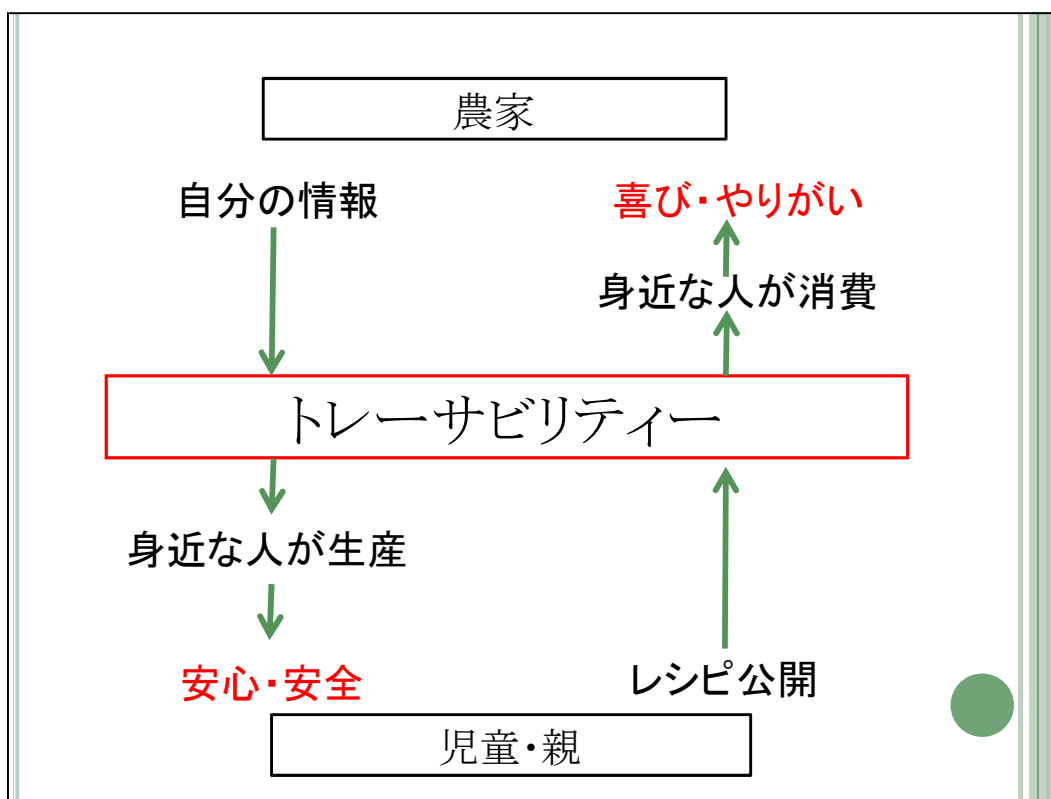 農家
自分の情報
喜び・やりがい
身近な人が消費
トレーサビリティー
身近な人が生産
安心・安全
レシピ公開
児童・親